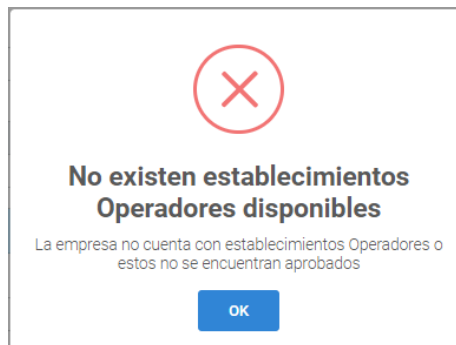 No existen establecimientos
Operadores disponibles
La empresa no cuenta con establecimientos Operadores o
estos no se encuentran aprobados
OK